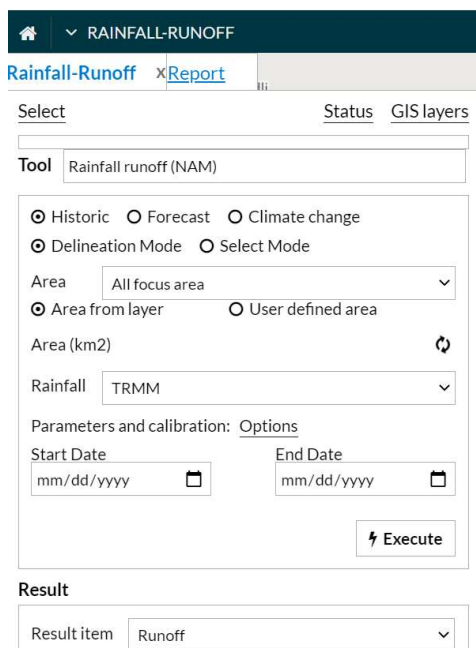 RAINFALL-RUNOFF
Rainfall-Runoff x Report
Select Status GIS layers
Tool Rainfall runoff (NAM)
Historic Forecast Climate change
Delineation Mode Select Mode
Area All focus area
Area from layer User defined area
Area (km2)
Rainfall TRMM
Parameters and calibration: Options
Start Date End Date
mm/dd/yyyy mm/dd/yyyy
Execute
Result
Result item Runoff